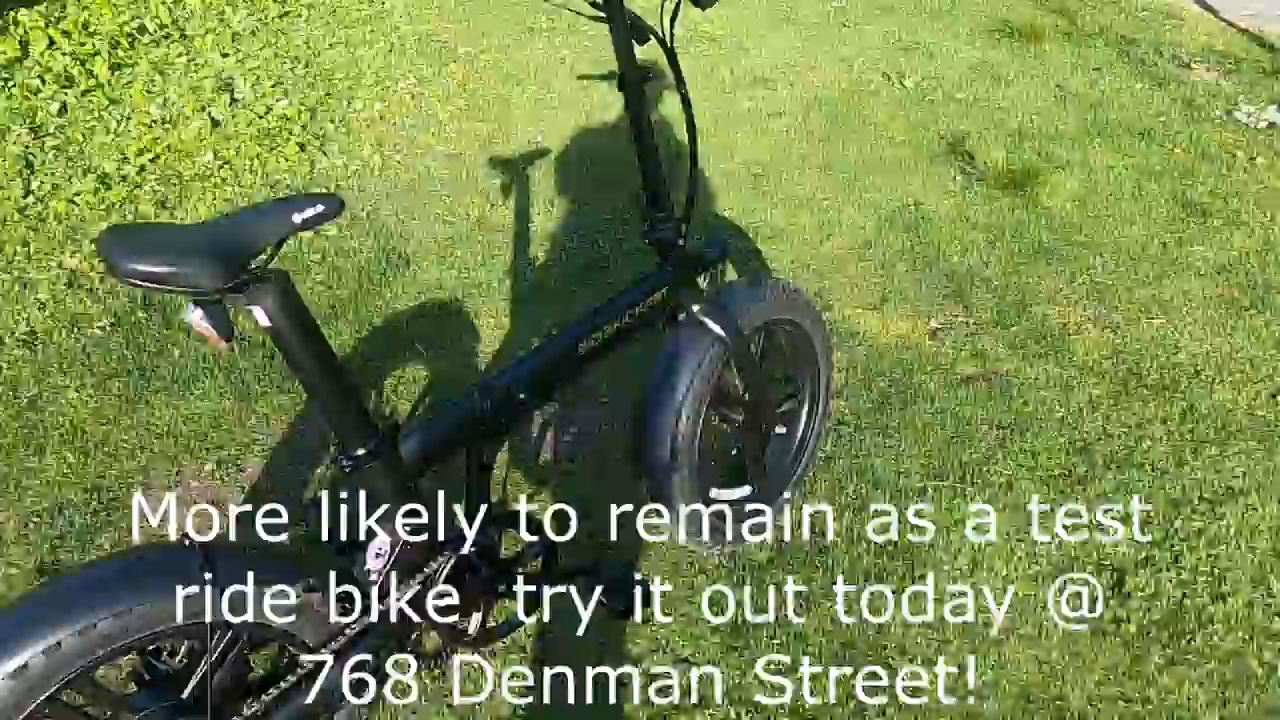 More likely to remain as a test
ride bike, try it out today @
768 Denman Street!